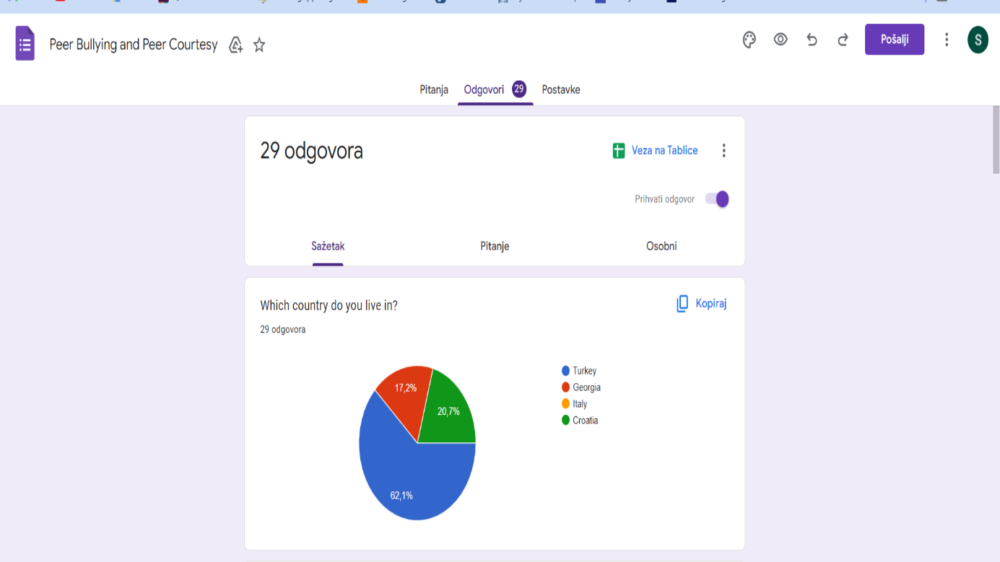 Peer Bullying and Peer Courtesy
Pošalji
S
Pitanja Odgovori 29 Postavke
29 odgovora
Veza na Tablice
Prihvati odgovor
Sažetak Pitanje Osobni
Which country do you live in?
Kopiraj
29 odgovora
17,2%
20,7%
62,1%
Turkey
Georgia
Italy
Croatia